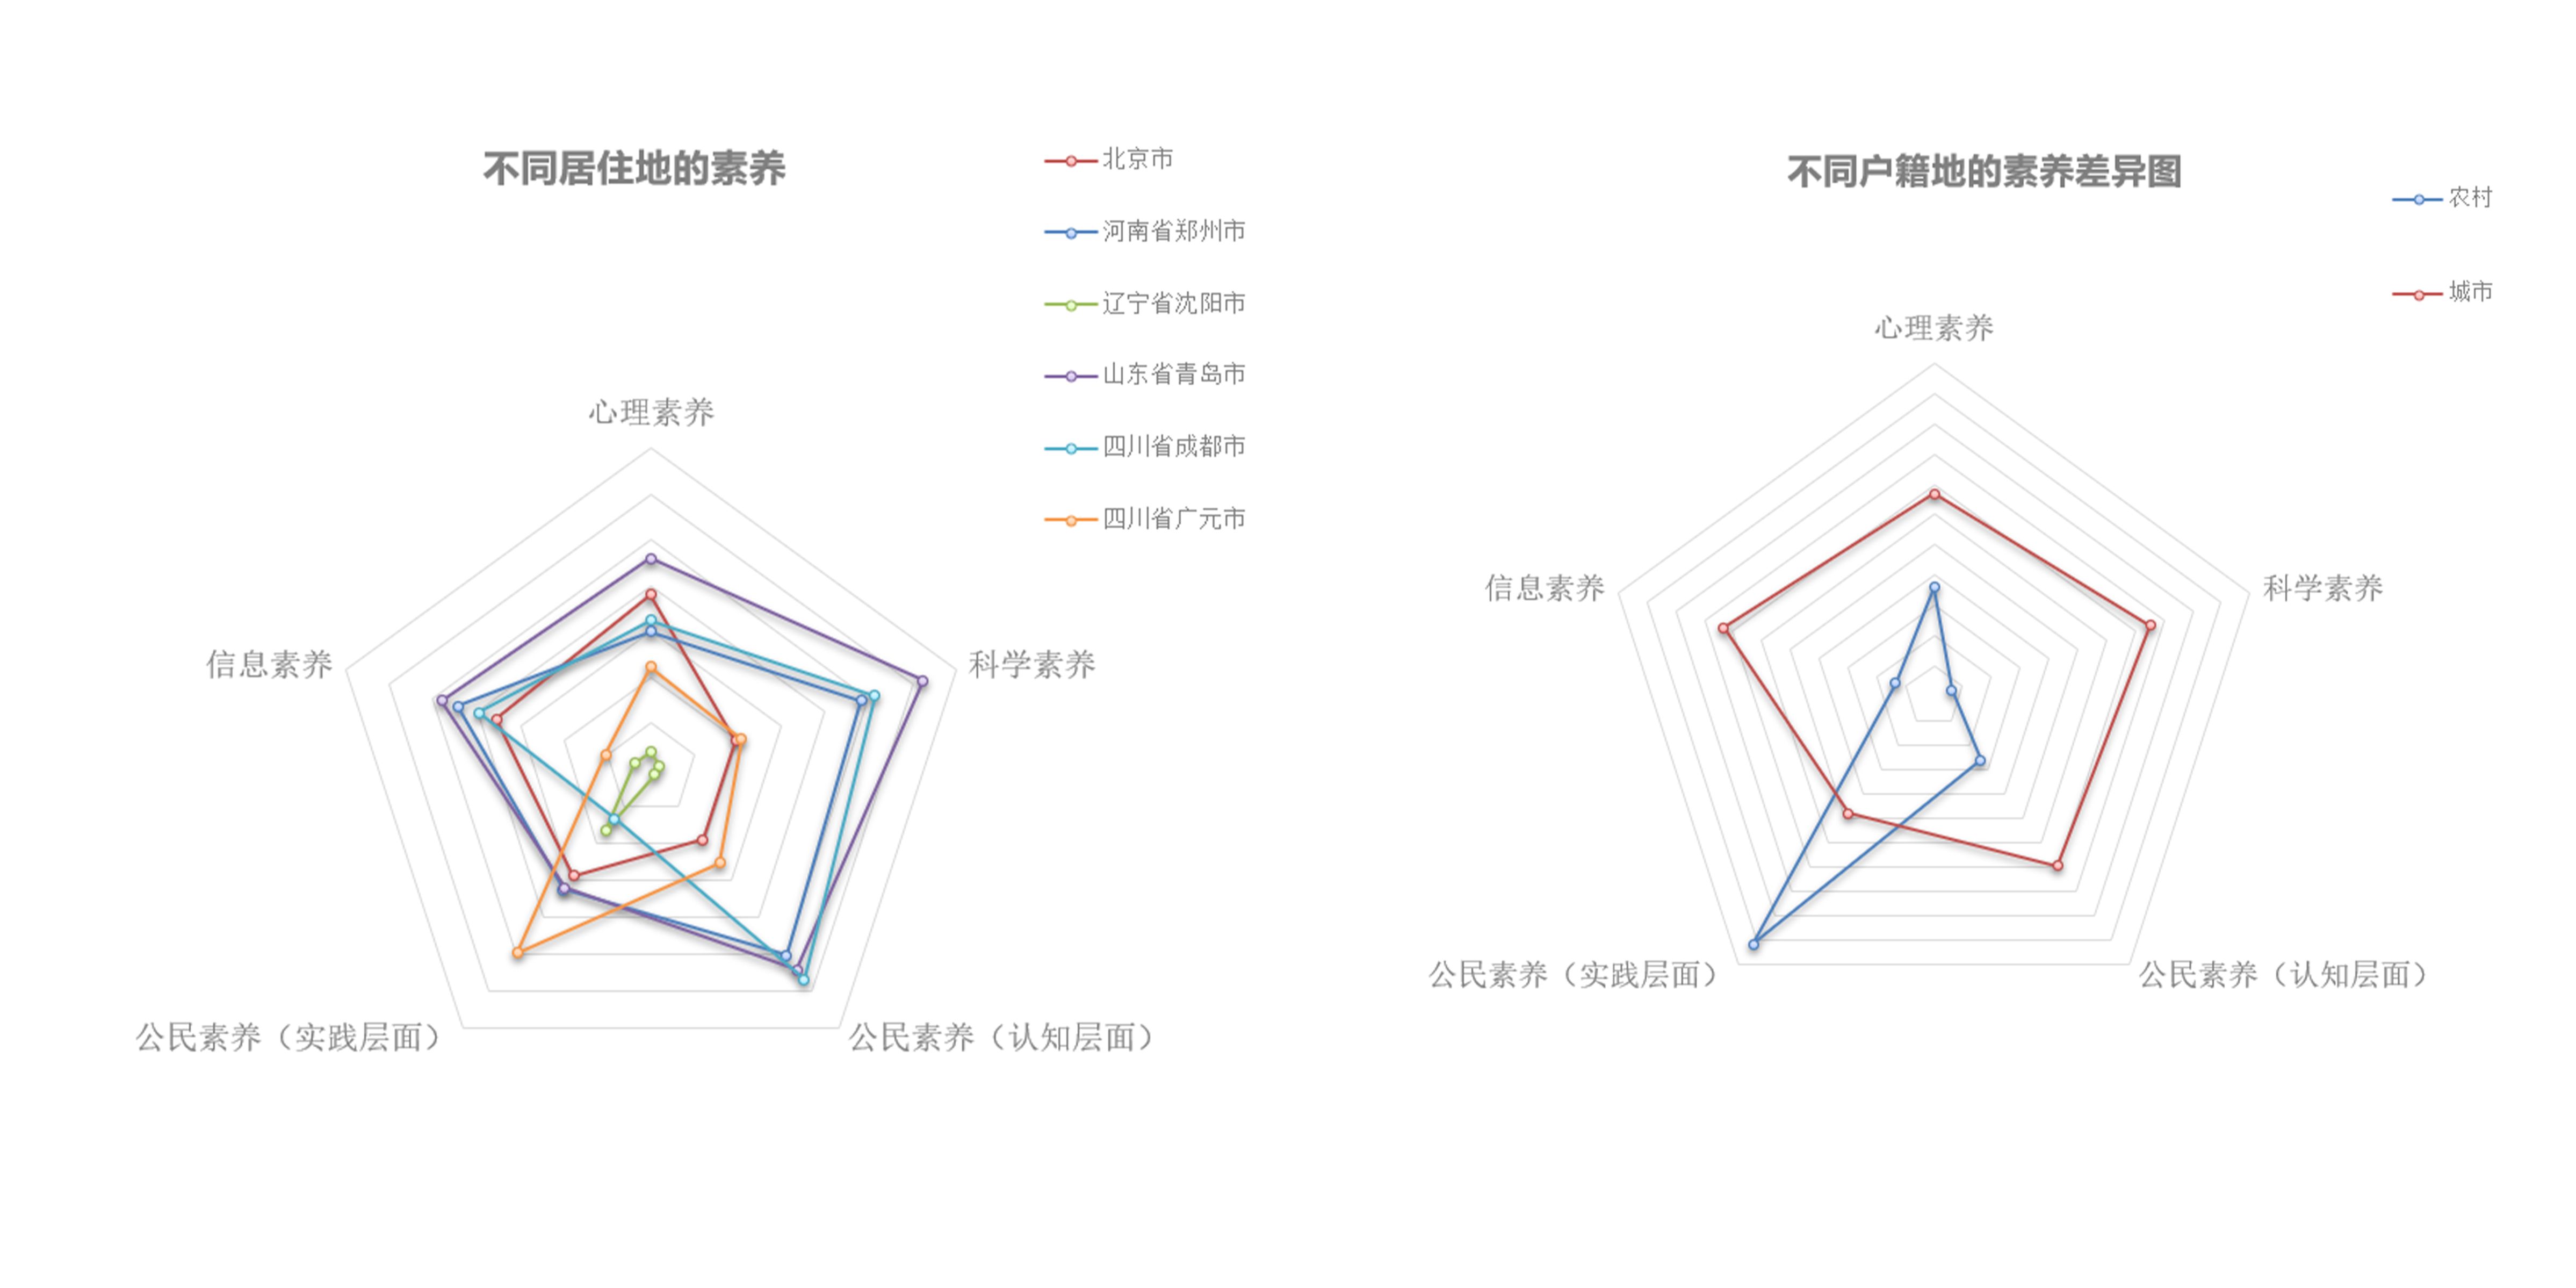 不同居住地的素养
北京市
河南省郑州市
辽宁省沈阳市
山东省青岛市
四川省成都市
四川省广元市
心理素养
科学素养
公民素养（认知层面）
公民素养（实践层面）
信息素养
不同户籍地的素养差异图
农村
城市
心理素养
科学素养
公民素养（认知层面）
公民素养（实践层面）
信息素养